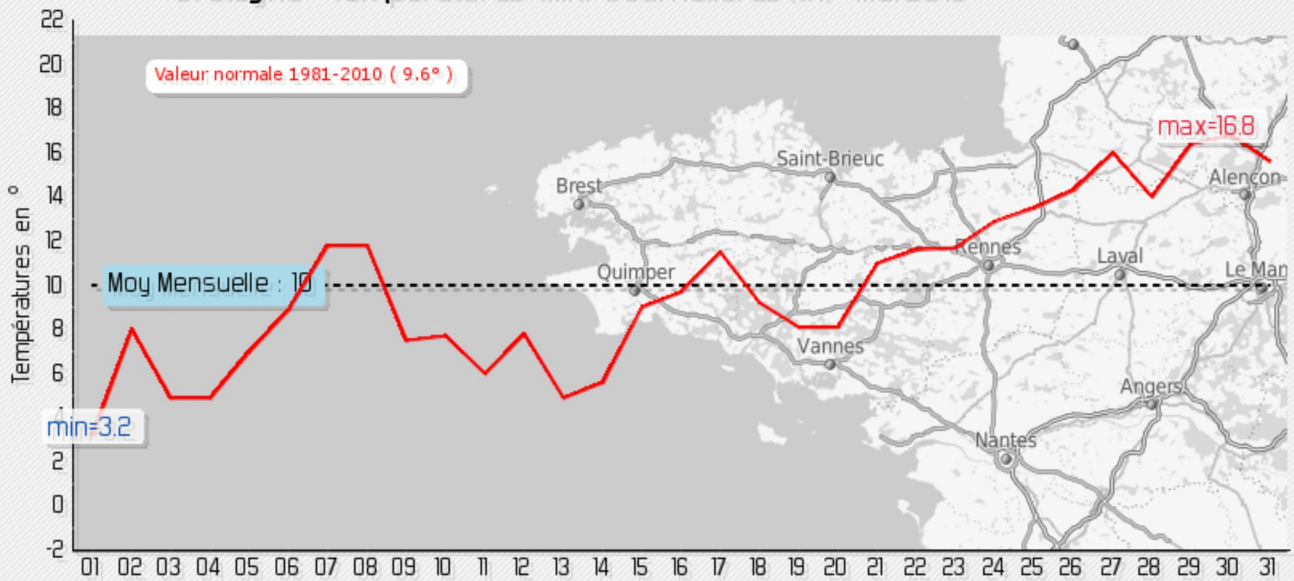 22
20
18
16
14
12
10
8
6
2
0
-2
Températures en °
Valeur normale 1981-2010 ( 9.6° )
Moy Mensuelle : 10
min=3.2
max=16.8
Brest
Saint-Brieuc
Quimper
Vannes
Rennes
Laval
Alençon
Le Man
Angers
Nantes
01 02 03 04 05 06 07 08 09 10 11 12 13 14 15 16 17 18 19 20 21 22 23 24 25 26 27 28 29 30 31